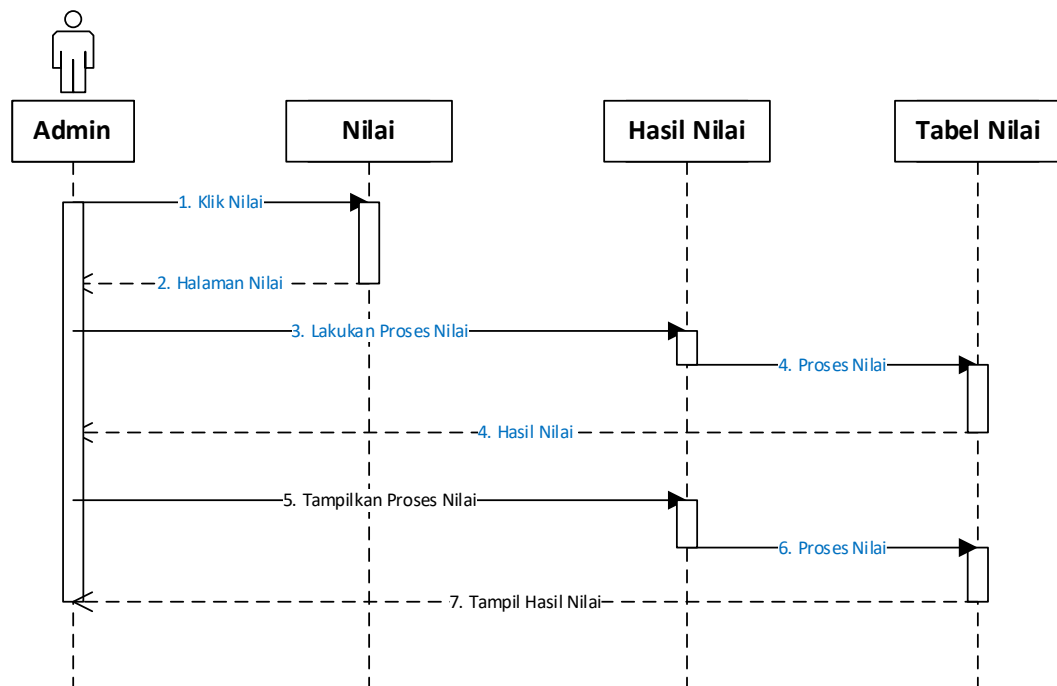 Admin
Nilai
Hasil Nilai
Tabel Nilai
1. Klik Nilai
2. Halaman Nilai
3. Lakukan Proses Nilai
4. Proses Nilai
4. Hasil Nilai
5. Tampilkan Proses Nilai
6. Proses Nilai
7. Tampil Hasil Nilai